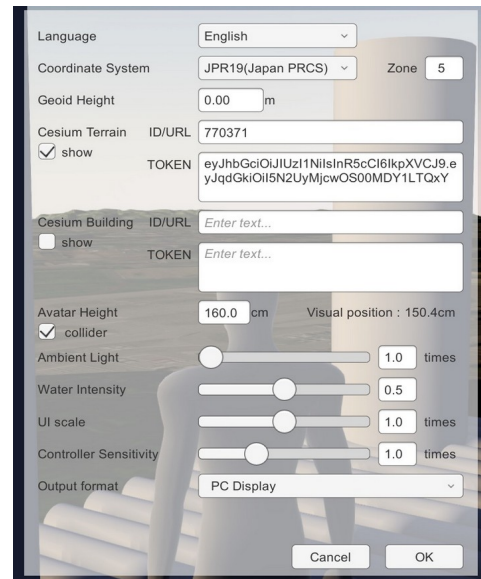 Language English
Coordinate System JPR19(Japan PRCS) Zone 5
Geoid Height 0.00 m
Cesium Terrain ID/URL 770371
show
TOKEN eyJhbGciOiJIUzI1NiIsInR5cCI6IkpXVCJ9.e
yJqdGkiOiI5N2UyMjcwOS00MDY1LTQxY
Cesium Building ID/URL Enter text...
show
TOKEN Enter text...
Avatar Height 160.0 cm Visual position : 150.4cm
collider
Ambient Light 1.0 times
Water Intensity 0.5
UI scale 1.0 times
Controller Sensitivity 1.0 times
Output format PC Display
Cancel OK